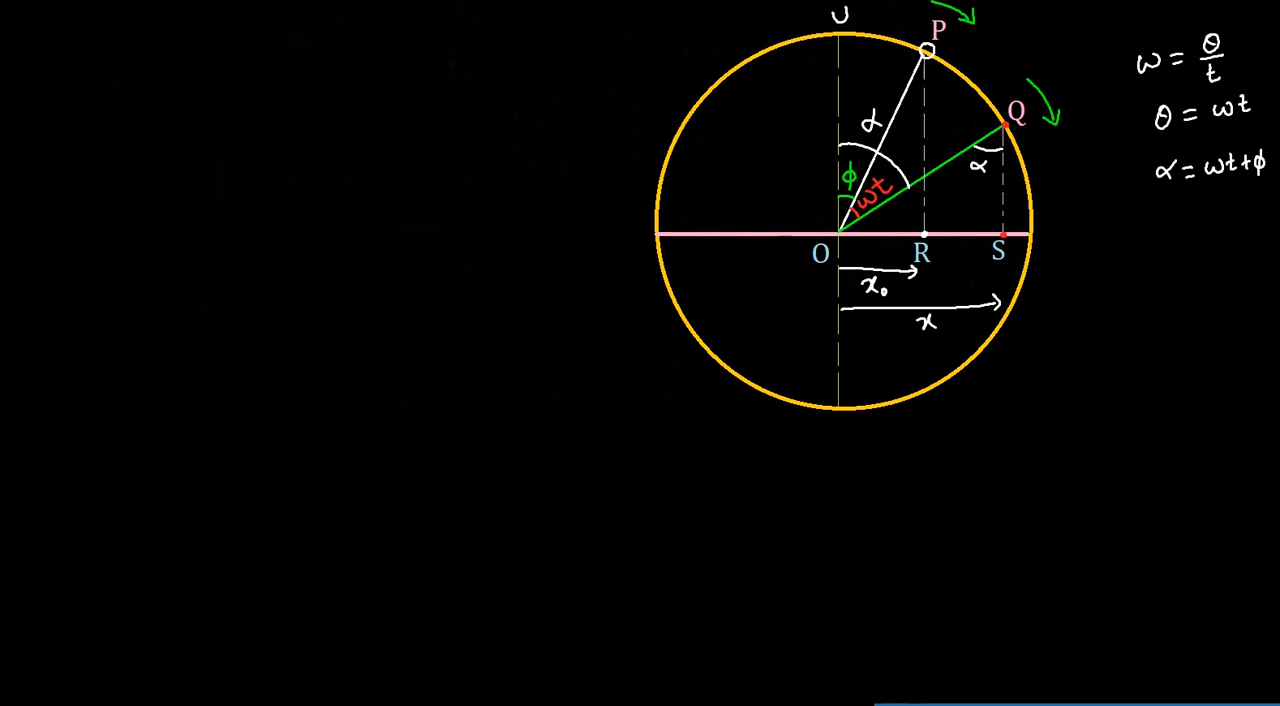 U
P
ω = θ/t
Q
θ = ωt
α
α
α = ωt+ϕ
ϕ
ωt
O
R
S
x₀
x